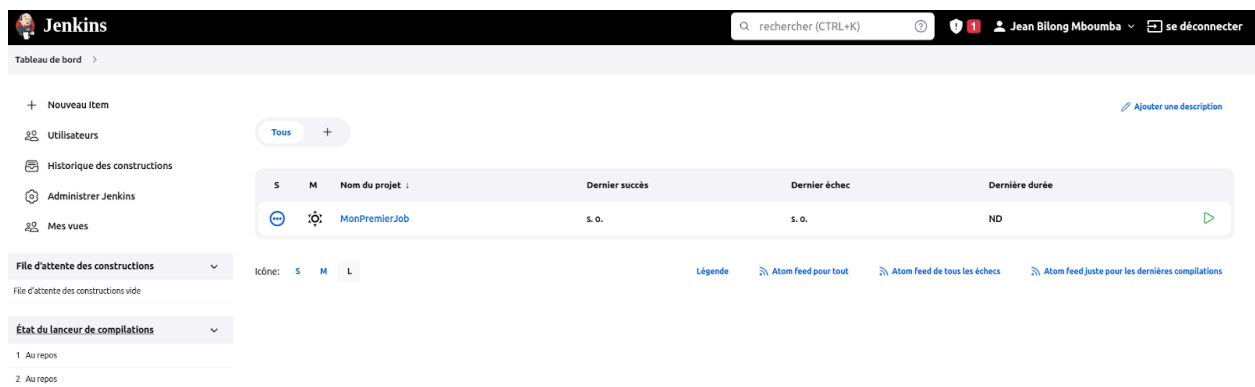 Jenkins
rechercher (CTRL+K)
1
Jean Bilong Mboumba
se déconnecter
Tableau de bord
Nouveau Item
Utilisateurs
Historique des constructions
Administrer Jenkins
Mes vues
File d'attente des constructions
File d'attente des constructions vide
État du lanceur de compilations
1 Au repos
2 Au repos
Ajouter une description
Tous +
S M Nom du projet ↓ Dernier succès Dernier échec Dernière durée
MonPremierJob s. o. s. o. ND
Icône: S M L
Légende
Atom feed pour tout
Atom feed de tous les échecs
Atom feed juste pour les dernières compilations